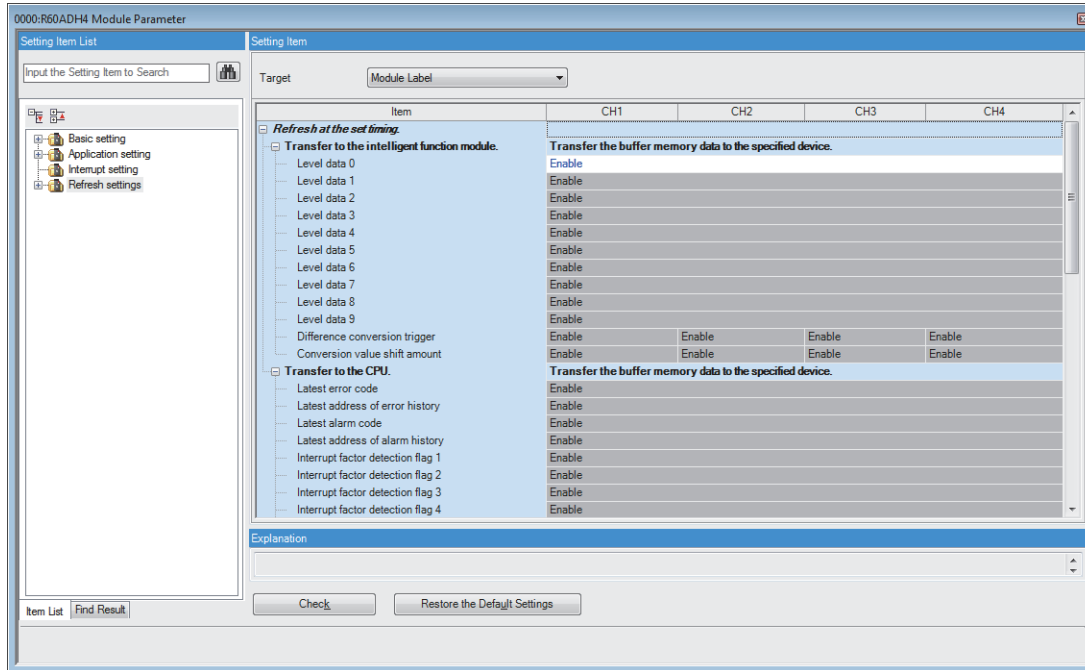 0000:R60ADH4 Module Parameter
Setting Item List
Input the Setting Item to Search
Basic setting
Application setting
Interrupt setting
Refresh settings
Item List Find Result
Setting Item
Target Module Label
Item CH1 CH2 CH3 CH4
Refresh at the set timing.
Transfer to the intelligent function module. Transfer the buffer memory data to the specified device.
Level data 0 Enable
Level data 1 Enable
Level data 2 Enable
Level data 3 Enable
Level data 4 Enable
Level data 5 Enable
Level data 6 Enable
Level data 7 Enable
Level data 8 Enable
Level data 9 Enable
Difference conversion trigger Enable Enable Enable Enable
Conversion value shift amount Enable Enable Enable Enable
Transfer to the CPU. Transfer the buffer memory data to the specified device.
Latest error code Enable
Latest address of error history Enable
Latest alarm code Enable
Latest address of alarm history Enable
Interrupt factor detection flag 1 Enable
Interrupt factor detection flag 2 Enable
Interrupt factor detection flag 3 Enable
Interrupt factor detection flag 4 Enable
Explanation
Check Restore the Default Settings